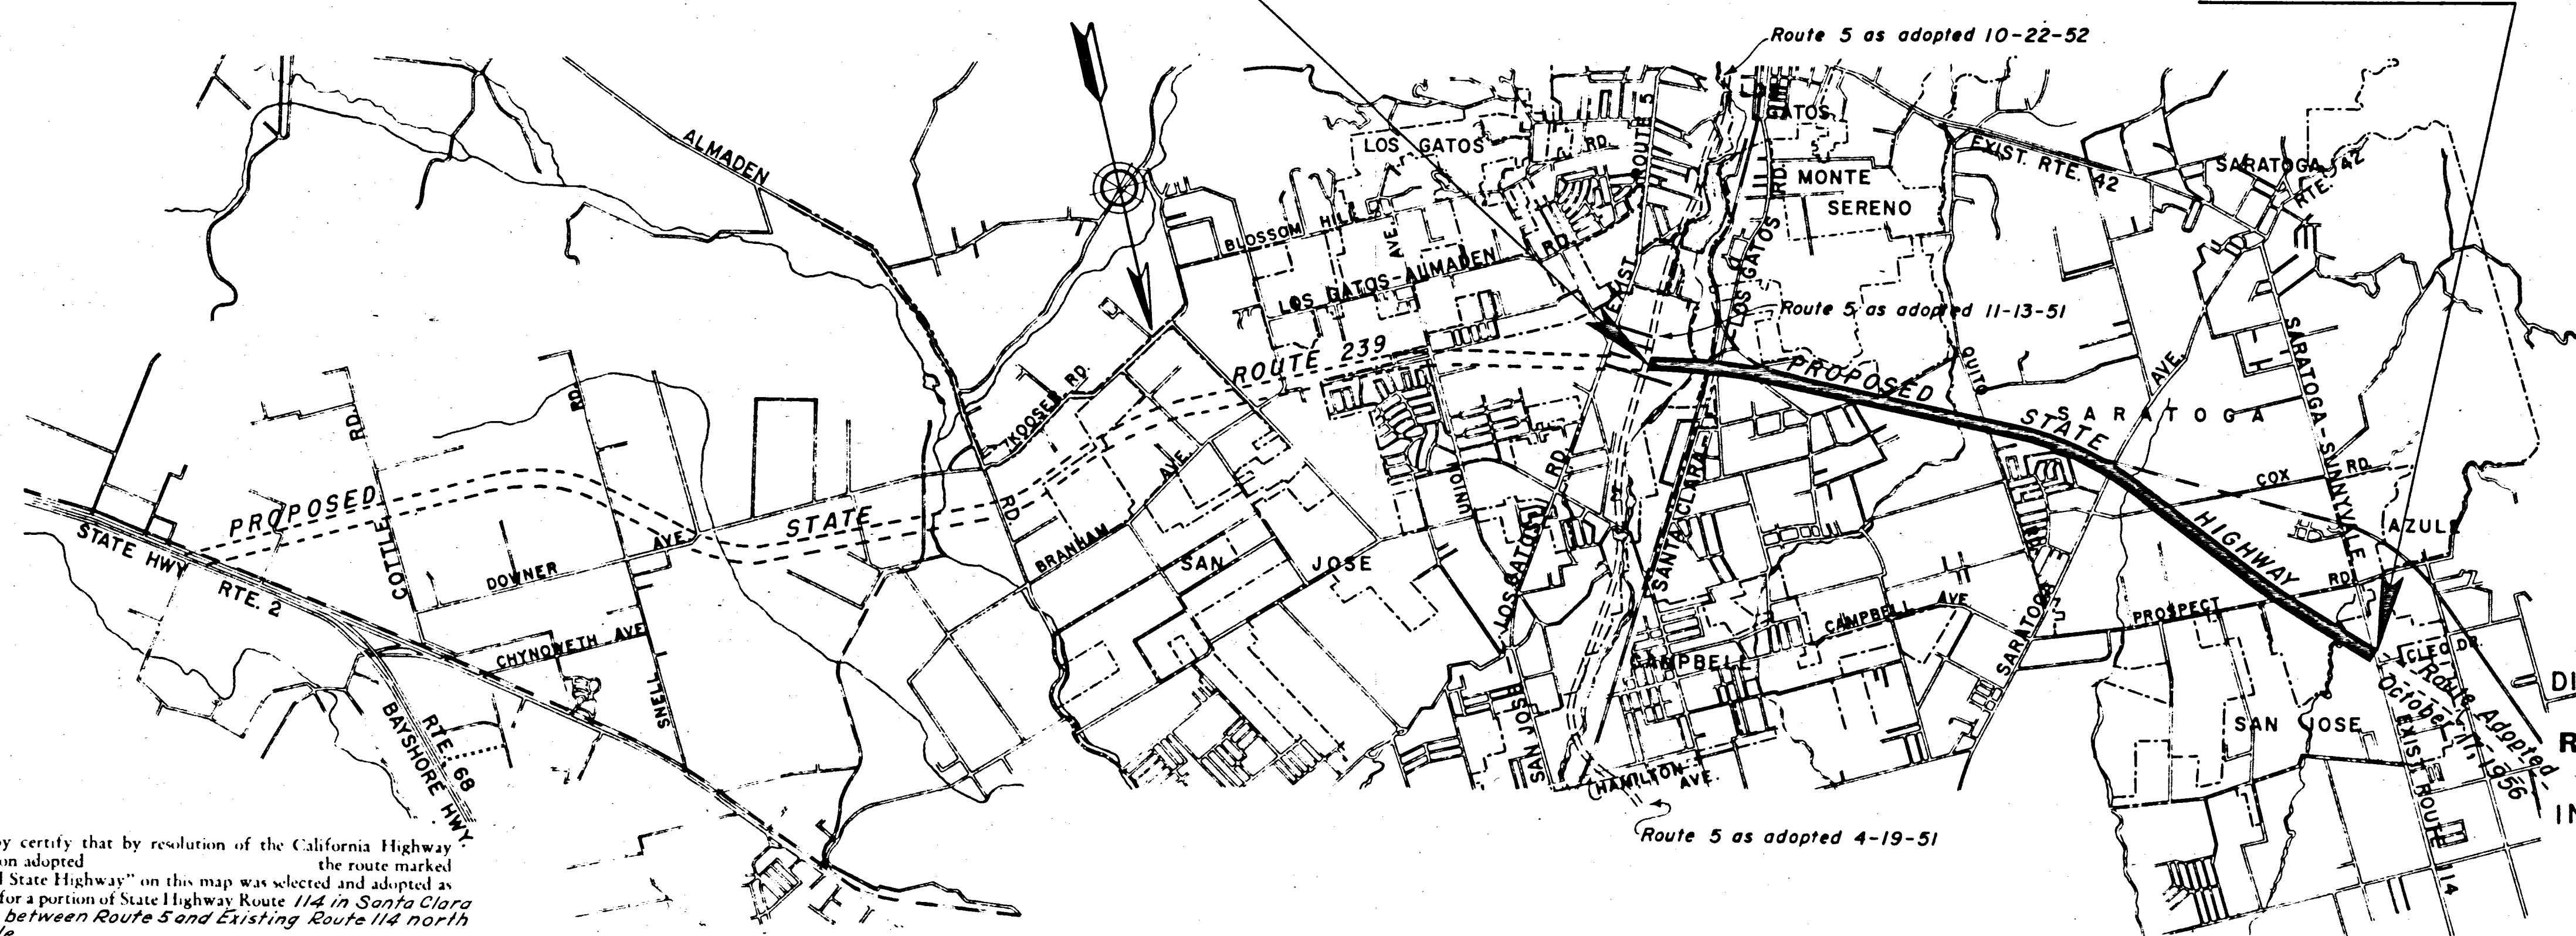 Route 5 as adopted 10-22-52
LOS
GATOS
ALMADEN
LOS GATOS
RD.
ROUTE 5
EXIST. RTE. 42
SARATOGA
RTE. 42
MONTE
SERENO
BLOSSOM HILL
AVE.
LOS GATOS-ALMADEN RD.
EXIST.
LOS GATOS RD.
RD.
Route 5 as adopted 11-13-51
ROUTE 239
KOOSER RD.
PROPOSED
STATE
HIGHWAY
QUITO
AVE.
SARATOGA
SARATOGA-SUNNYVALE
COX RD.
AZULE
RD.
RD.
COTTLE
PROPOSED
STATE
RD.
BRANHAM
AVE.
UNION
RD.
LOS GATOS
SANTA CLARA
STATE HWY RTE. 2
DOWNER
AVE.
SAN JOSE
CHYNOWETH AVE.
SNELL
CAMPBELL
CAMPBELL AVE
SARATOGA
PROSPECT
RD.
CLEO DR.
Route Adopted
October 11, 1956
DI
R
IN
SAN JOSE
EXIST. ROUTE
114
RTE. 68
BAYSHORE HWY.
SAN JOSE
HAMILTON AVE.
Route 5 as adopted 4-19-51
y certify that by resolution of the California Highway
on adopted the route marked
l State Highway" on this map was selected and adopted as
for a portion of State Highway Route 114 in Santa Clara
between Route 5 and Existing Route 114 north